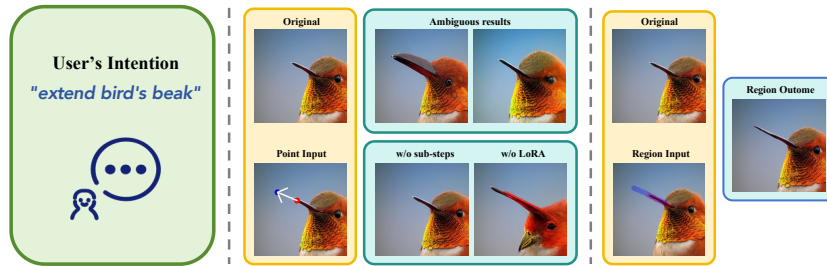 User's Intention
"extend bird's beak"
Original
Ambiguous results
Point Input
w/o sub-steps
w/o LoRA
Original
Region Input
Region Outome